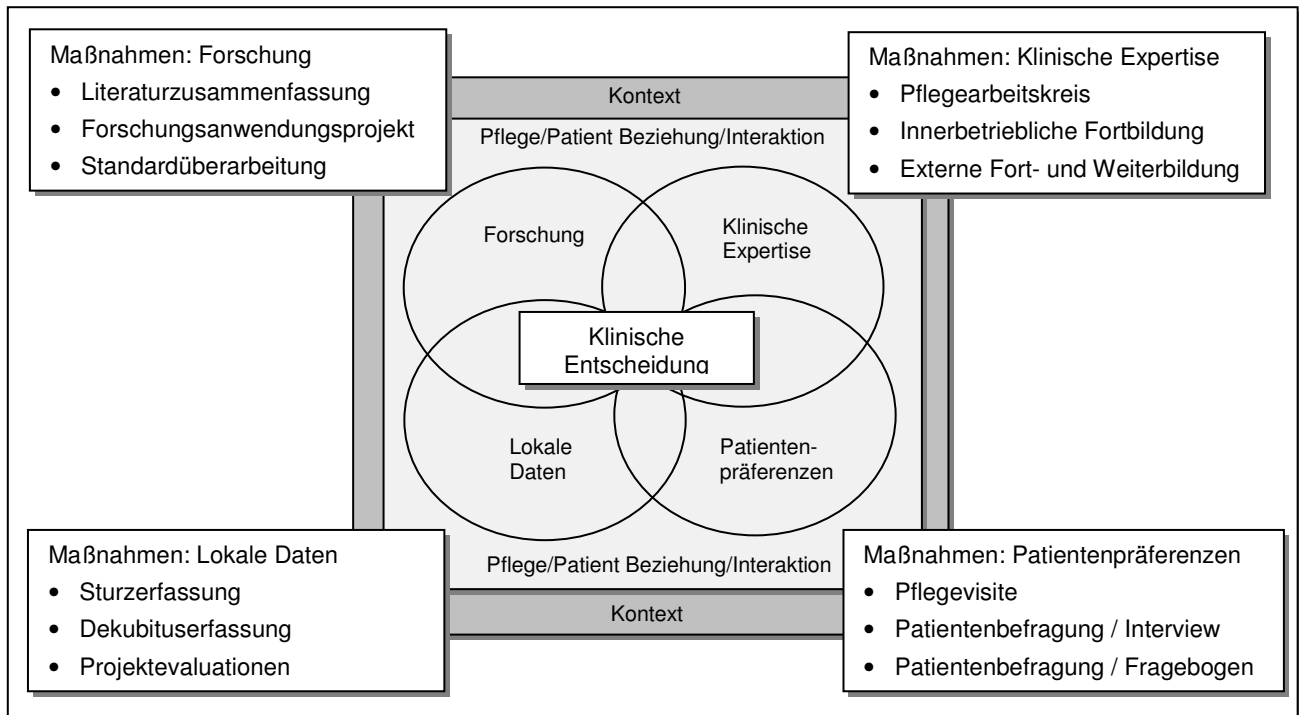 Maßnahmen: Forschung
• Literaturzusammenfassung
• Forschungsanwendungsprojekt
• Standardüberarbeitung
Maßnahmen: Klinische Expertise
• Pflegearbeitskreis
• Innerbetriebliche Fortbildung
• Externe Fort- und Weiterbildung
Kontext
Pflege/Patient Beziehung/Interaktion
Forschung
Klinische
Expertise
Klinische
Entscheidung
Lokale
Daten
Patienten-
präferenzen
Pflege/Patient Beziehung/Interaktion
Kontext
Maßnahmen: Lokale Daten
• Sturzerfassung
• Dekubituserfassung
• Projektevaluationen
Maßnahmen: Patientenpräferenzen
• Pflegevisite
• Patientenbefragung / Interview
• Patientenbefragung / Fragebogen